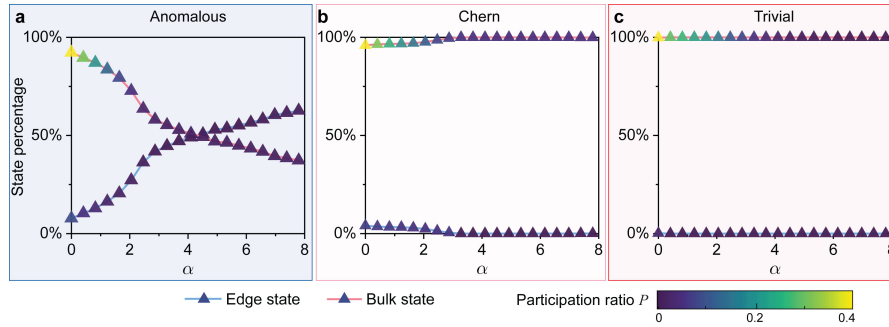 a Anomalous
b Chern
c Trivial
State percentage
100%
50%
0%
0 2 4 6 8
α
100%
50%
0%
0 2 4 6 8
α
100%
50%
0%
0 2 4 6 8
α
Edge state
Bulk state
Participation ratio P
0 0.2 0.4